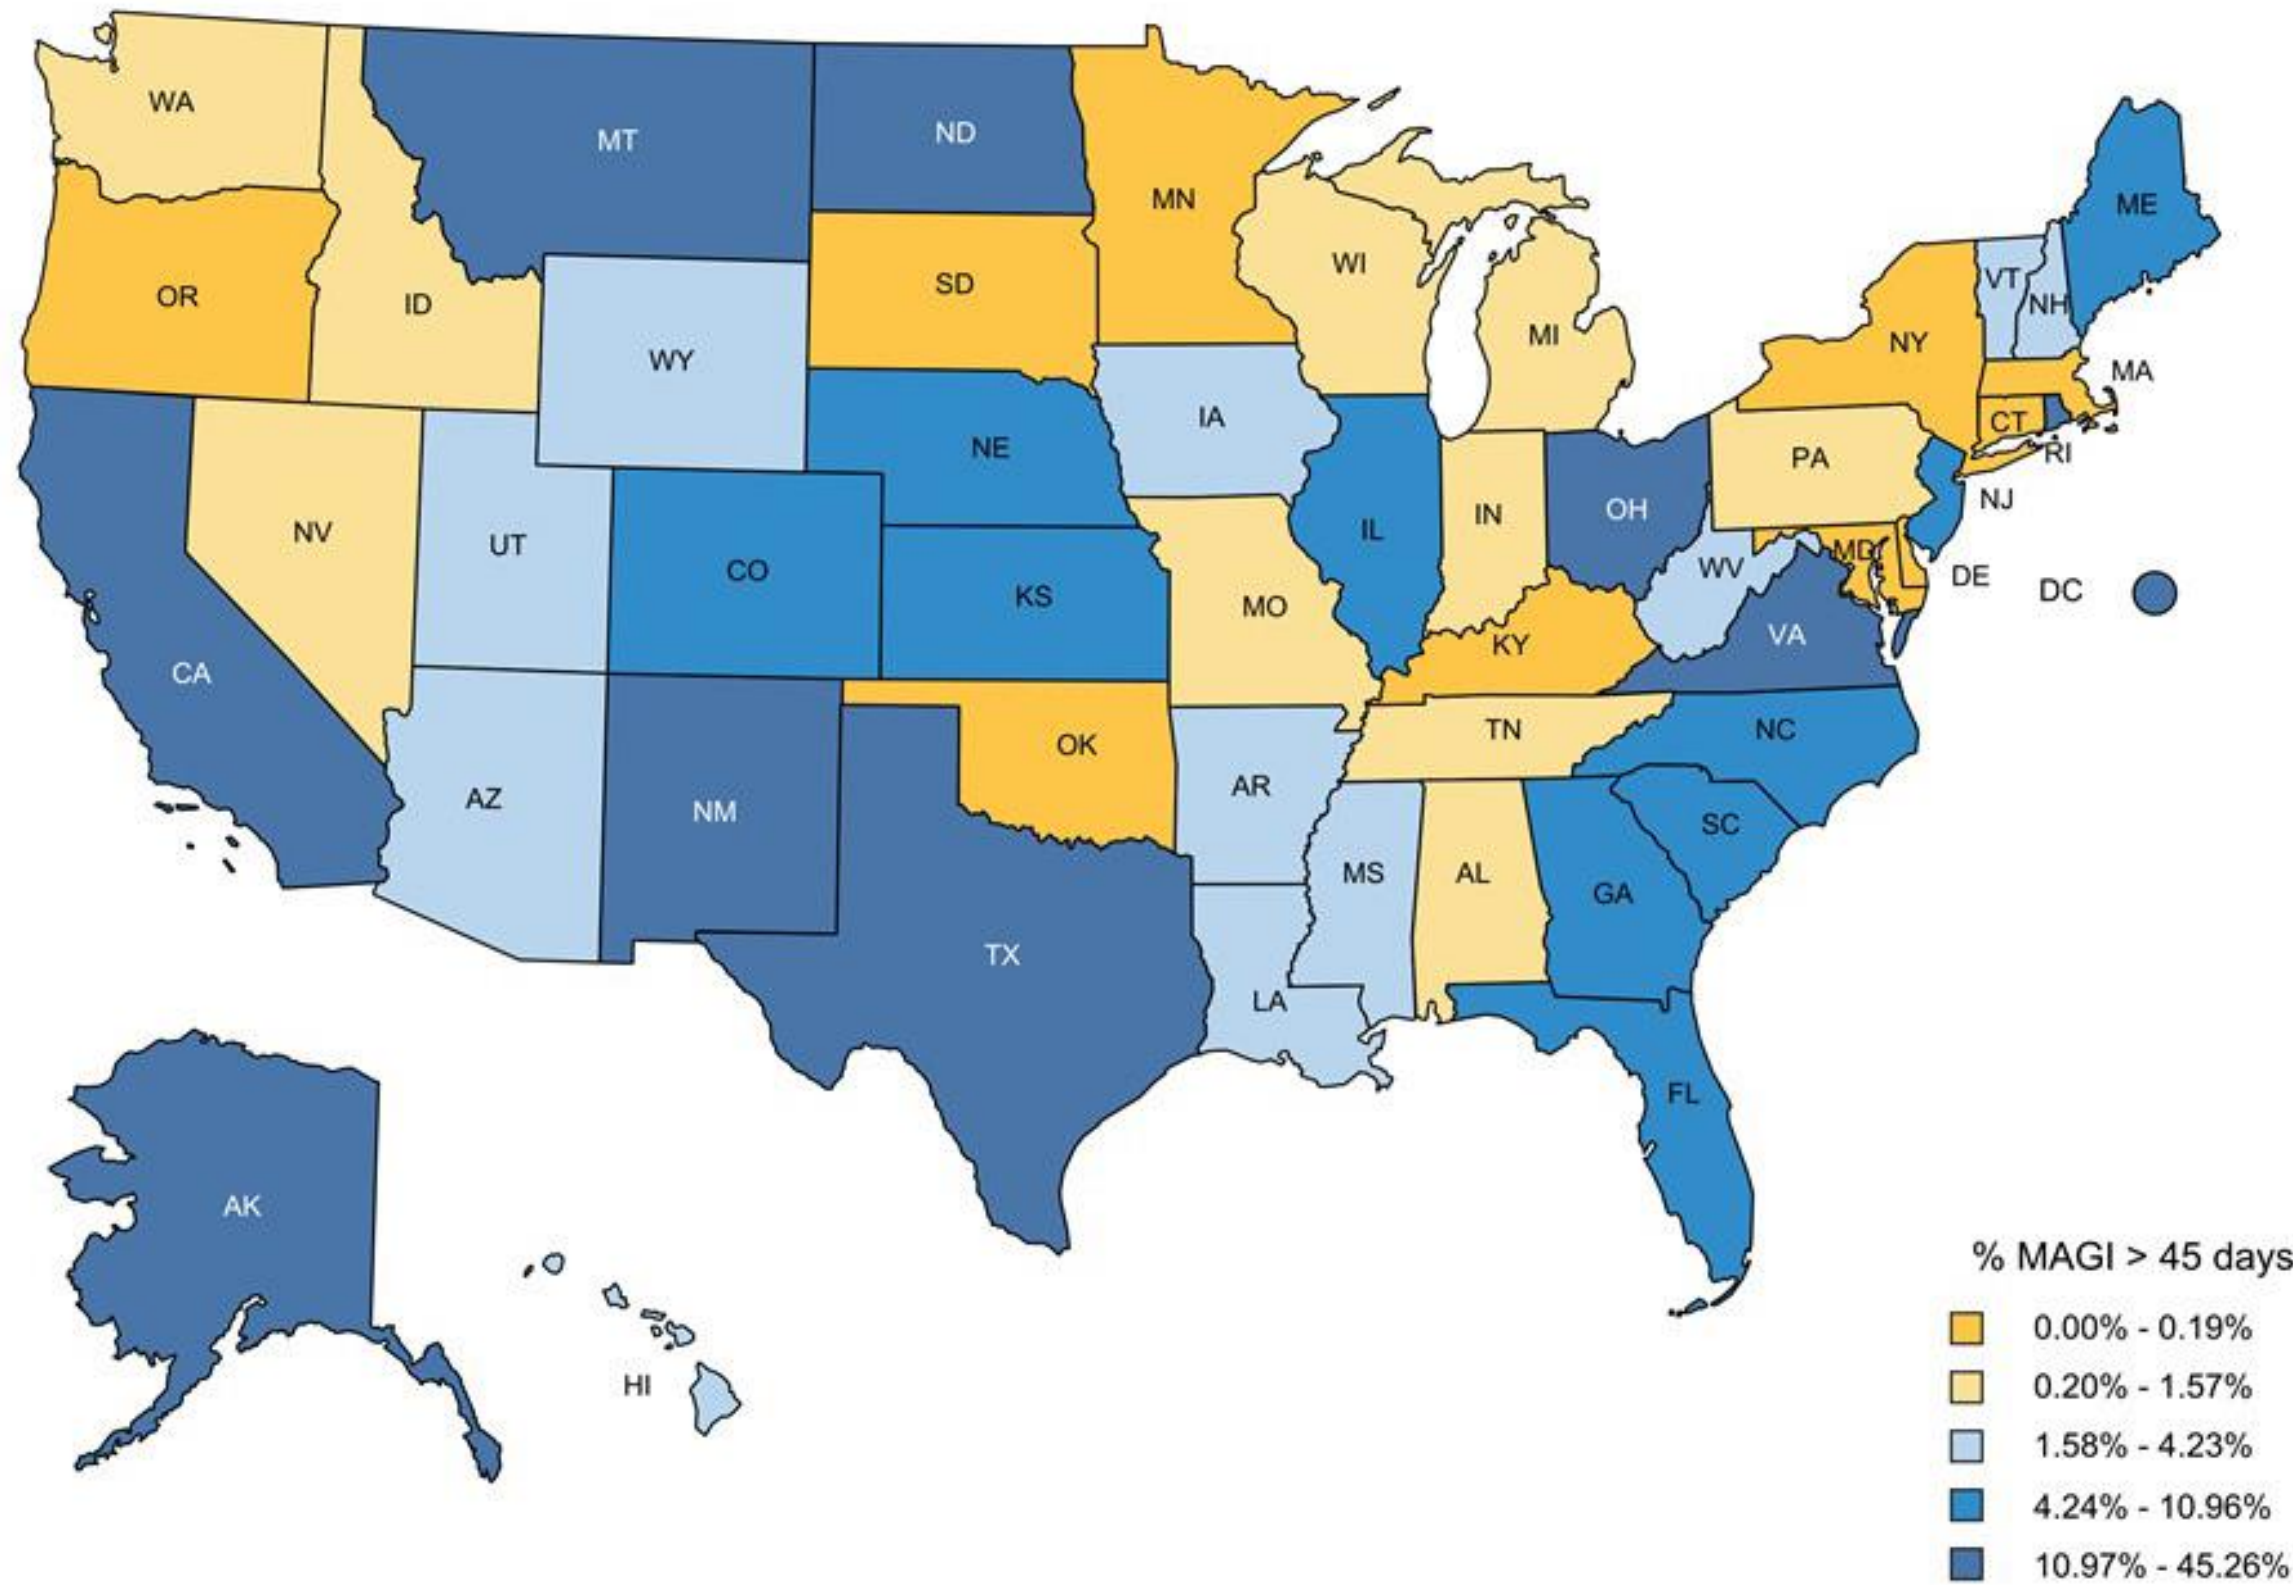 WA
MT
ND
MN
ME
OR
ID
SD
WI
VT
NH
WY
MI
NY
MA
IA
CT
NE
PA
RI
NV
UT
IL
IN
OH
NJ
CO
KS
MO
WV
MD
DE
DC
CA
KY
VA
OK
TN
NC
AZ
NM
AR
SC
MS
AL
GA
TX
LA
FL
AK
HI
% MAGI > 45 days
0.00% - 0.19%
0.20% - 1.57%
1.58% - 4.23%
4.24% - 10.96%
10.97% - 45.26%